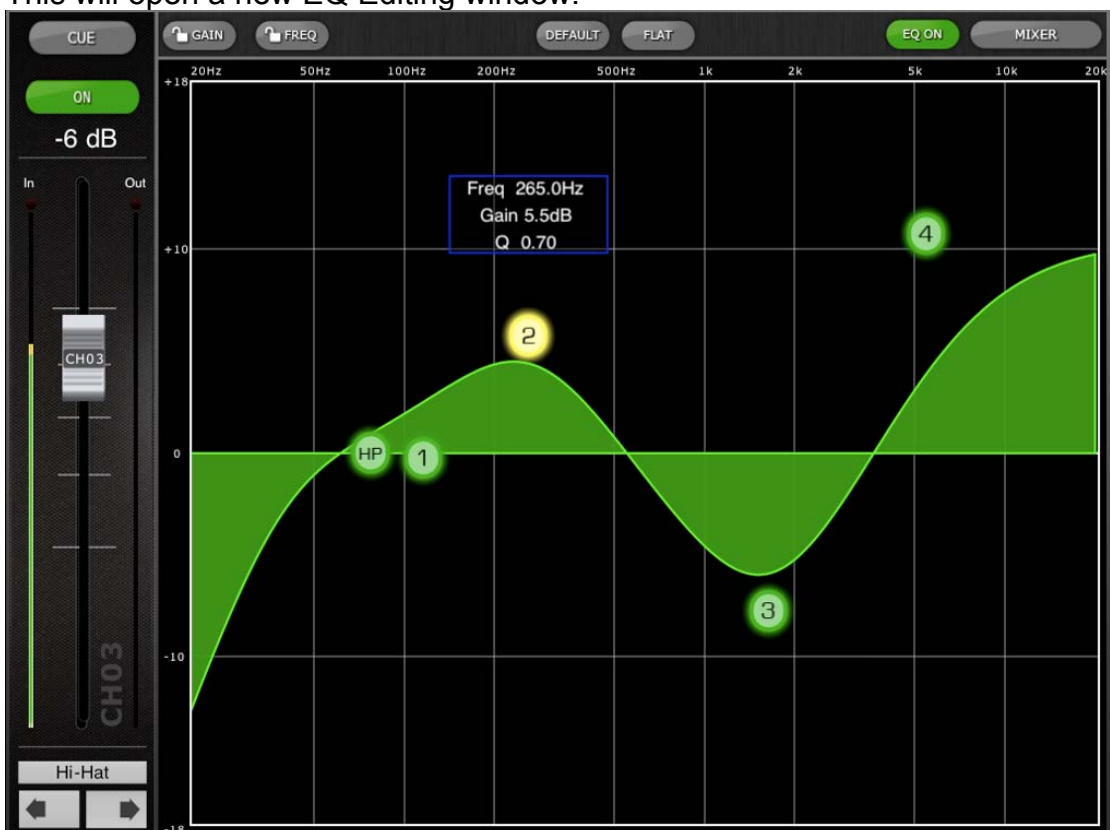 This will open a new EQ Editing window:
CUE
GAIN
FREQ
DEFAULT
FLAT
EQ ON
MIXER
20Hz 50Hz 100Hz 200Hz 500Hz 1k 2k 5k 10k 20k
+18
ON
-6 dB
In
Out
Freq 265.0Hz
Gain 5.5dB
Q 0.70
4
+10
2
CH03
0
HP
1
3
-10
CH03
Hi-Hat
-18